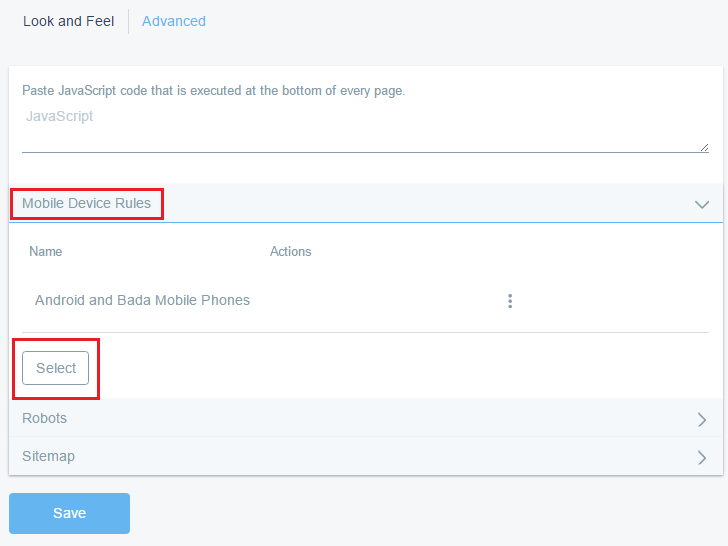 Look and Feel Advanced
Paste JavaScript code that is executed at the bottom of every page.
JavaScript
Mobile Device Rules
Name Actions
Android and Bada Mobile Phones
Select
Robots
Sitemap
Save